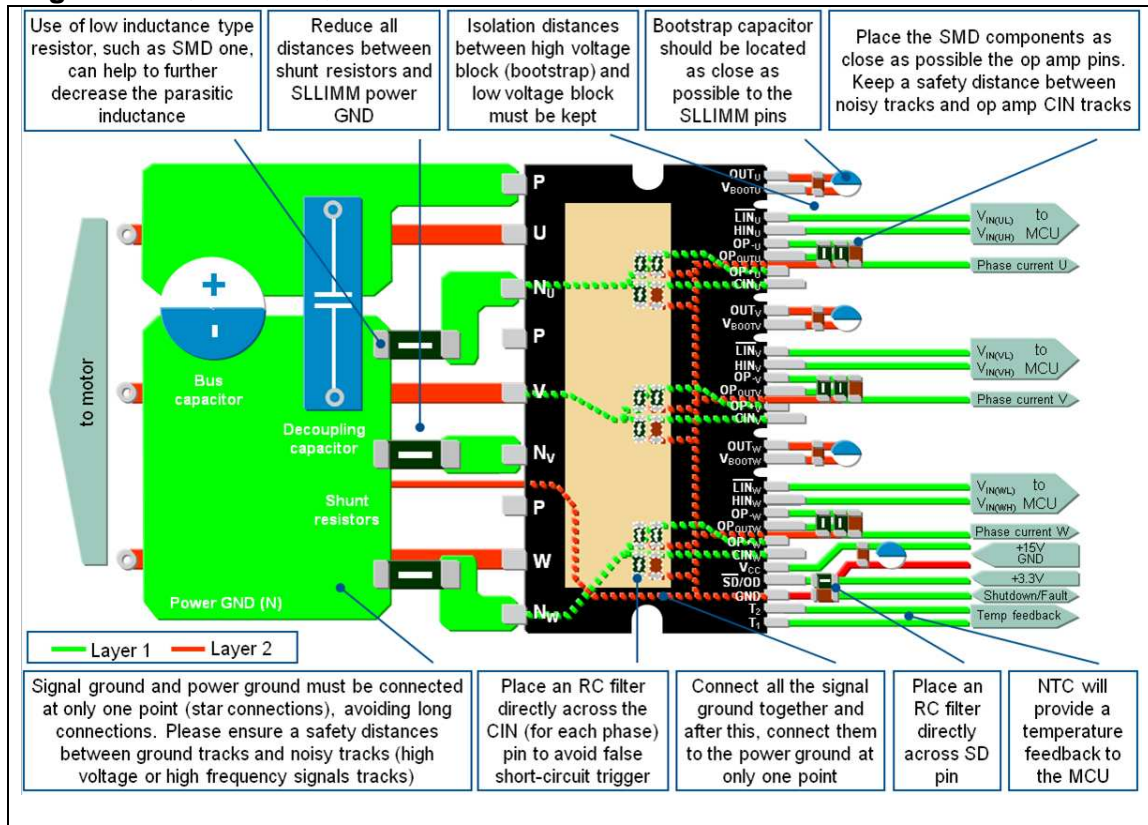 Use of low inductance type
resistor, such as SMD one,
can help to further
decrease the parasitic
inductance
Reduce all
distances between
shunt resistors and
SLLIMM power
GND
Isolation distances
between high voltage
block (bootstrap) and
low voltage block
must be kept
Bootstrap capacitor
should be located
as close as
possible to the
SLLIMM pins
Place the SMD components as
close as possible the op amp pins.
Keep a safety distance between
noisy tracks and op amp CIN tracks
to motor
+
-
Bus
capacitor
Decoupling
capacitor
Shunt
resistors
Power GND (N)
P
U
NU
P
V
NV
P
W
NW
OUTU
VBOOTU
LINU
HINU
OP-U
OPOUTU
OP+U
CINU
OUTV
VBOOTV
LINV
HINV
OP-V
OPOUTV
OP+V
CINV
OUTW
VBOOTW
LINW
HINW
OP-W
OPOUTW
OP+W
CINW
VCC
SD/OD
GND
T2
T1
VIN(UL) to
VIN(UH) MCU
Phase current U
VIN(VL) to
VIN(VH) MCU
Phase current V
VIN(WL) to
VIN(WH) MCU
Phase current W
+15V
GND
+3.3V
Shutdown/Fault
Temp feedback
Layer 1 Layer 2
Signal ground and power ground must be connected
at only one point (star connections), avoiding long
connections. Please ensure a safety distances
between ground tracks and noisy tracks (high
voltage or high frequency signals tracks)
Place an RC filter
directly across the
CIN (for each phase)
pin to avoid false
short-circuit trigger
Connect all the signal
ground together and
after this, connect them
to the power ground at
only one point
Place an
RC filter
directly
across SD
pin
NTC will
provide a
temperature
feedback to
the MCU